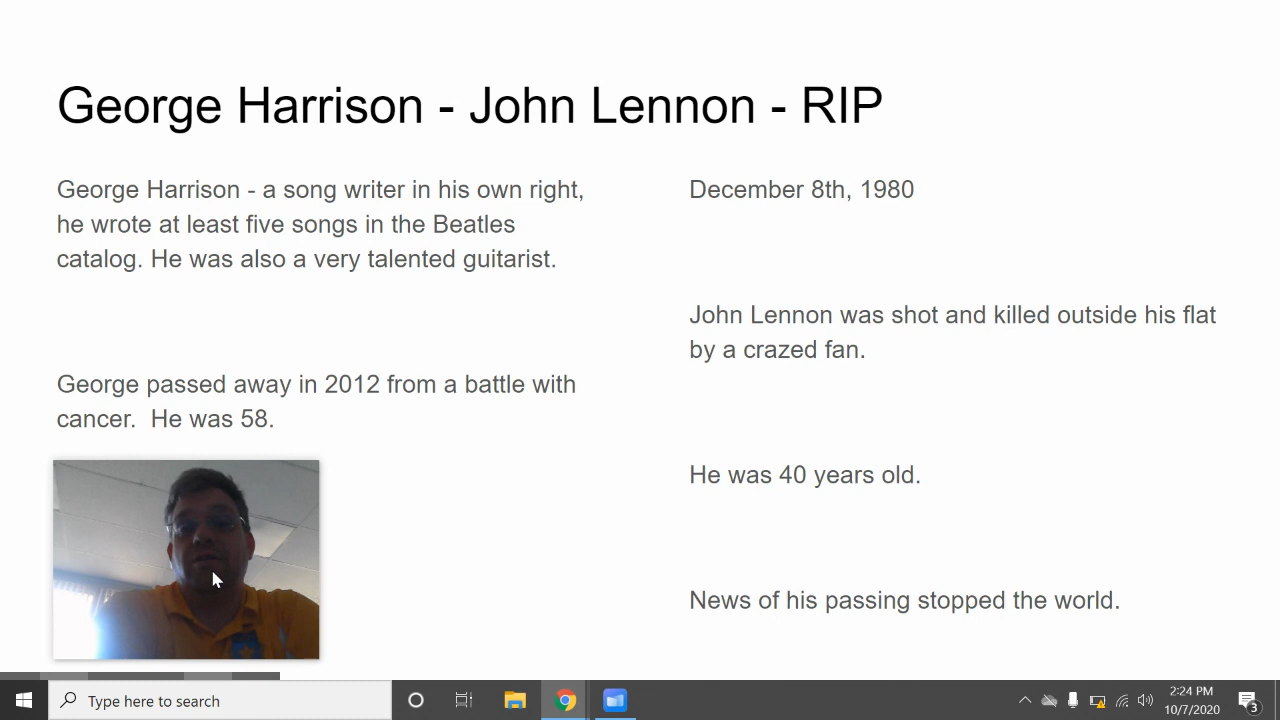 George Harrison - John Lennon - RIP
George Harrison - a song writer in his own right,
he wrote at least five songs in the Beatles
catalog. He was also a very talented guitarist.
George passed away in 2012 from a battle with
cancer.  He was 58.
December 8th, 1980
John Lennon was shot and killed outside his flat
by a crazed fan.
He was 40 years old.
News of his passing stopped the world.
Type here to search
2:24 PM
10/7/2020
3